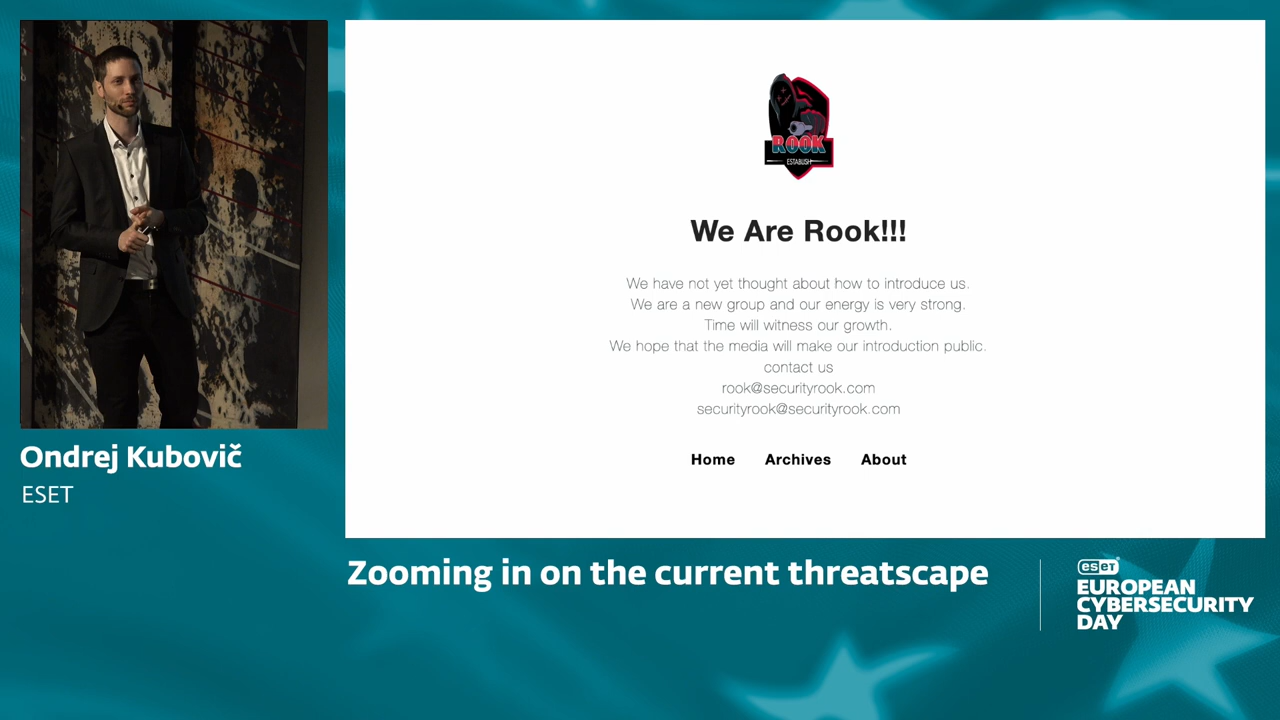 ROOK
ESTABLISH
We Are Rook!!!
We have not yet thought about how to introduce us.
We are a new group and our energy is very strong.
Time will witness our growth.
We hope that the media will make our introduction public.
contact us
rook@securityrook.com
securityrook@securityrook.com
Home Archives About
Ondrej Kubovič
ESET
Zooming in on the current threatscape
eseT
EUROPEAN
CYBERSECURITY
DAY